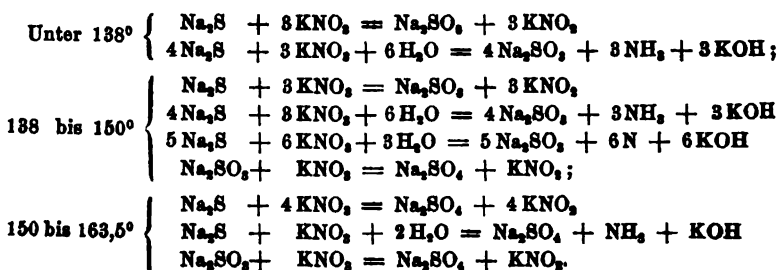 Unter 138°
Na₂S + 3KNO₃ = Na₂SO₃ + 3KNO₂
4Na₂S + 3KNO₃ + 6H₂O = 4Na₂SO₃ + 3NH₃ + 3KOH;
138 bis 150°
Na₂S + 3KNO₃ = Na₂SO₃ + 3KNO₂
4Na₂S + 3KNO₃ + 6H₂O = 4Na₂SO₃ + 3NH₃ + 3KOH
5Na₂S + 6KNO₃ + 3H₂O = 5Na₂SO₃ + 6N + 6KOH
Na₂SO₃ + KNO₃ = Na₂SO₄ + KNO₂;
150 bis 163,5°
Na₂S + 4KNO₃ = Na₂SO₄ + 4KNO₂
Na₂S + KNO₃ + 2H₂O = Na₂SO₄ + NH₃ + KOH
Na₂SO₃ + KNO₃ = Na₂SO₄ + KNO₂.